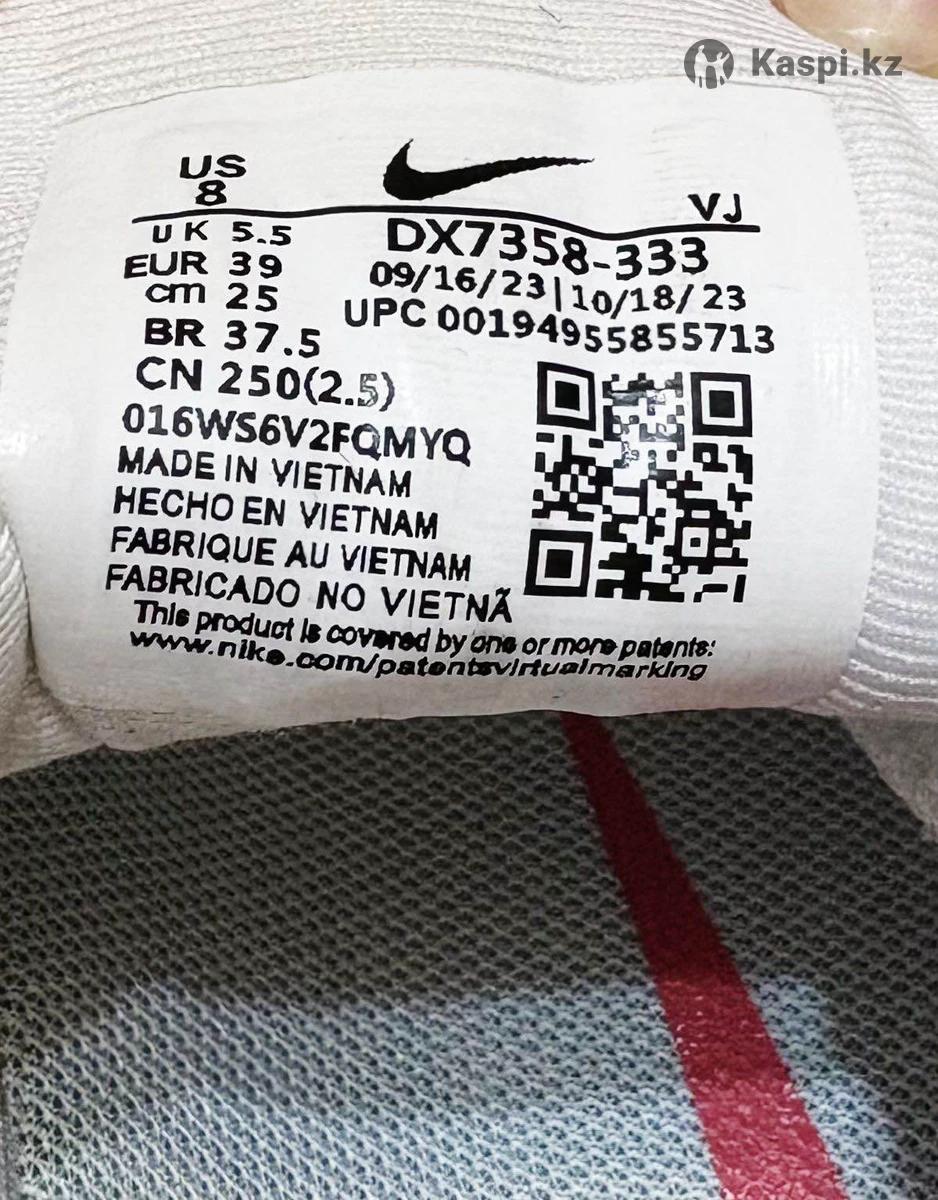 Kaspi.kz
US
8
VJ
UK 5.5
EUR 39
cm 25
BR 37.5
CN 250(2.5)
DX7358-333
09/16/23|10/18/23
UPC 00194955855713
016WS6V2FQMYQ
MADE IN VIETNAM
HECHO EN VIETNAM
FABRIQUE AU VIETNAM
FABRICADO NO VIETNÃ
This product is covered by one or more patents:
www.nike.com/patentsvirtualmarking